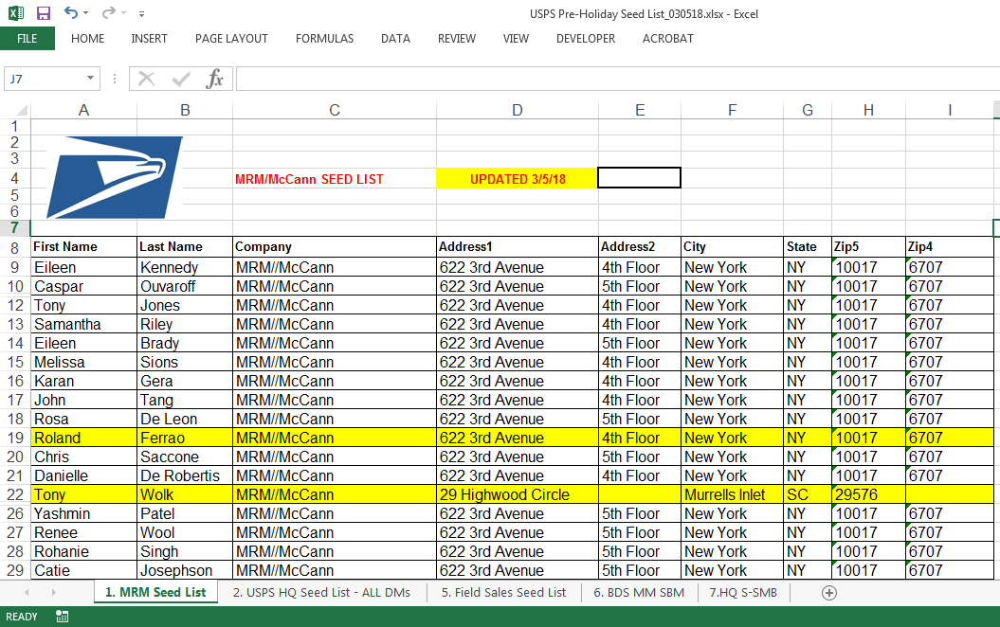 USPS Pre-Holiday Seed List_030518.xlsx - Excel
FILE HOME INSERT PAGE LAYOUT FORMULAS DATA REVIEW VIEW DEVELOPER ACROBAT
J7 fx
A B C D E F G H I
1
2
3
4 MRM/McCann SEED LIST UPDATED 3/5/18
5
6
7
8 First Name Last Name Company Address1 Address2 City State Zip5 Zip4
9 Eileen Kennedy MRM//McCann 622 3rd Avenue 4th Floor New York NY 10017 6707
10 Caspar Ouvaroff MRM//McCann 622 3rd Avenue 5th Floor New York NY 10017 6707
12 Tony Jones MRM//McCann 622 3rd Avenue 4th Floor New York NY 10017 6707
13 Samantha Riley MRM//McCann 622 3rd Avenue 4th Floor New York NY 10017 6707
14 Eileen Brady MRM//McCann 622 3rd Avenue 5th Floor New York NY 10017 6707
15 Melissa Sions MRM//McCann 622 3rd Avenue 4th Floor New York NY 10017 6707
16 Karan Gera MRM//McCann 622 3rd Avenue 4th Floor New York NY 10017 6707
17 John Tang MRM//McCann 622 3rd Avenue 4th Floor New York NY 10017 6707
18 Rosa De Leon MRM//McCann 622 3rd Avenue 5th Floor New York NY 10017 6707
19 Roland Ferrao MRM//McCann 622 3rd Avenue 4th Floor New York NY 10017 6707
20 Chris Saccone MRM//McCann 622 3rd Avenue 5th Floor New York NY 10017 6707
21 Danielle De Robertis MRM//McCann 622 3rd Avenue 4th Floor New York NY 10017 6707
22 Tony Wolk MRM//McCann 29 Highwood Circle Murrells Inlet SC 29576
26 Yashmin Patel MRM//McCann 622 3rd Avenue 5th Floor New York NY 10017 6707
27 Renee Wool MRM//McCann 622 3rd Avenue 5th Floor New York NY 10017 6707
28 Rohanie Singh MRM//McCann 622 3rd Avenue 5th Floor New York NY 10017 6707
29 Catie Josephson MRM//McCann 622 3rd Avenue 5th Floor New York NY 10017 6707
1. MRM Seed List 2. USPS HQ Seed List - ALL DMs 5. Field Sales Seed List 6. BDS MM SBM 7.HQ S-SMB
READY